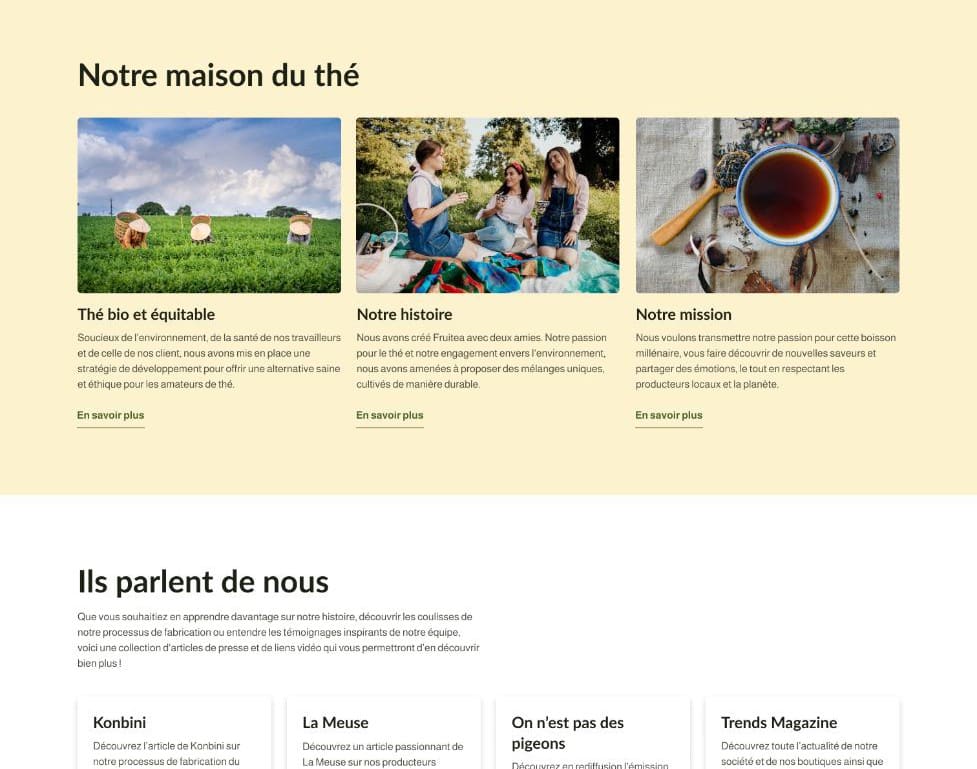 Notre maison du thé
Thé bio et équitable
Soucieux de l'environnement, de la santé de nos travailleurs
et de celle de nos client, nous avons mis en place une
stratégie de développement pour offrir une alternative saine
et éthique pour les amateurs de thé.
En savoir plus
Notre histoire
Nous avons créé Fruitea avec deux amies. Notre passion
pour le thé et notre engagement envers l'environnement,
nous avons amenées à proposer des mélanges uniques,
cultivés de manière durable.
En savoir plus
Notre mission
Nous voulons transmettre notre passion pour cette boisson
millénaire, vous faire découvrir de nouvelles saveurs et
partager des émotions, le tout en respectant les
producteurs locaux et la planète.
En savoir plus
Ils parlent de nous
Que vous souhaitiez en apprendre davantage sur notre histoire, découvrir les coulisses de
notre processus de fabrication ou entendre les témoignages inspirants de notre équipe,
voici une collection d'articles de presse et de liens vidéo qui vous permettront d'en découvrir
bien plus !
Konbini
Découvrez l'article de Konbini sur
notre processus de fabrication du
La Meuse
Découvrez un article passionnant de
La Meuse sur nos producteurs
On n'est pas des
pigeons
Découvrez en rediffusion l'émission
Trends Magazine
Découvrez toute l'actualité de notre
société et de nos boutiques ainsi que